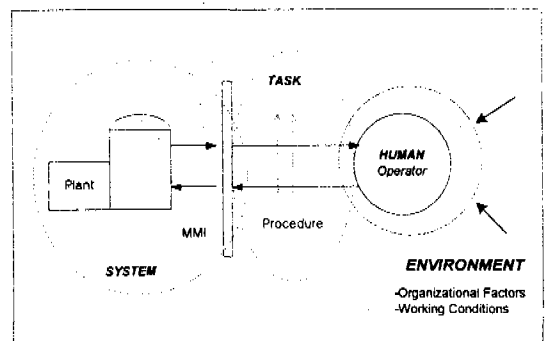 TASK
HUMAN
Operator
Plant
MMI
Procedure
SYSTEM
ENVIRONMENT
-Organizational Factors
-Working Conditions